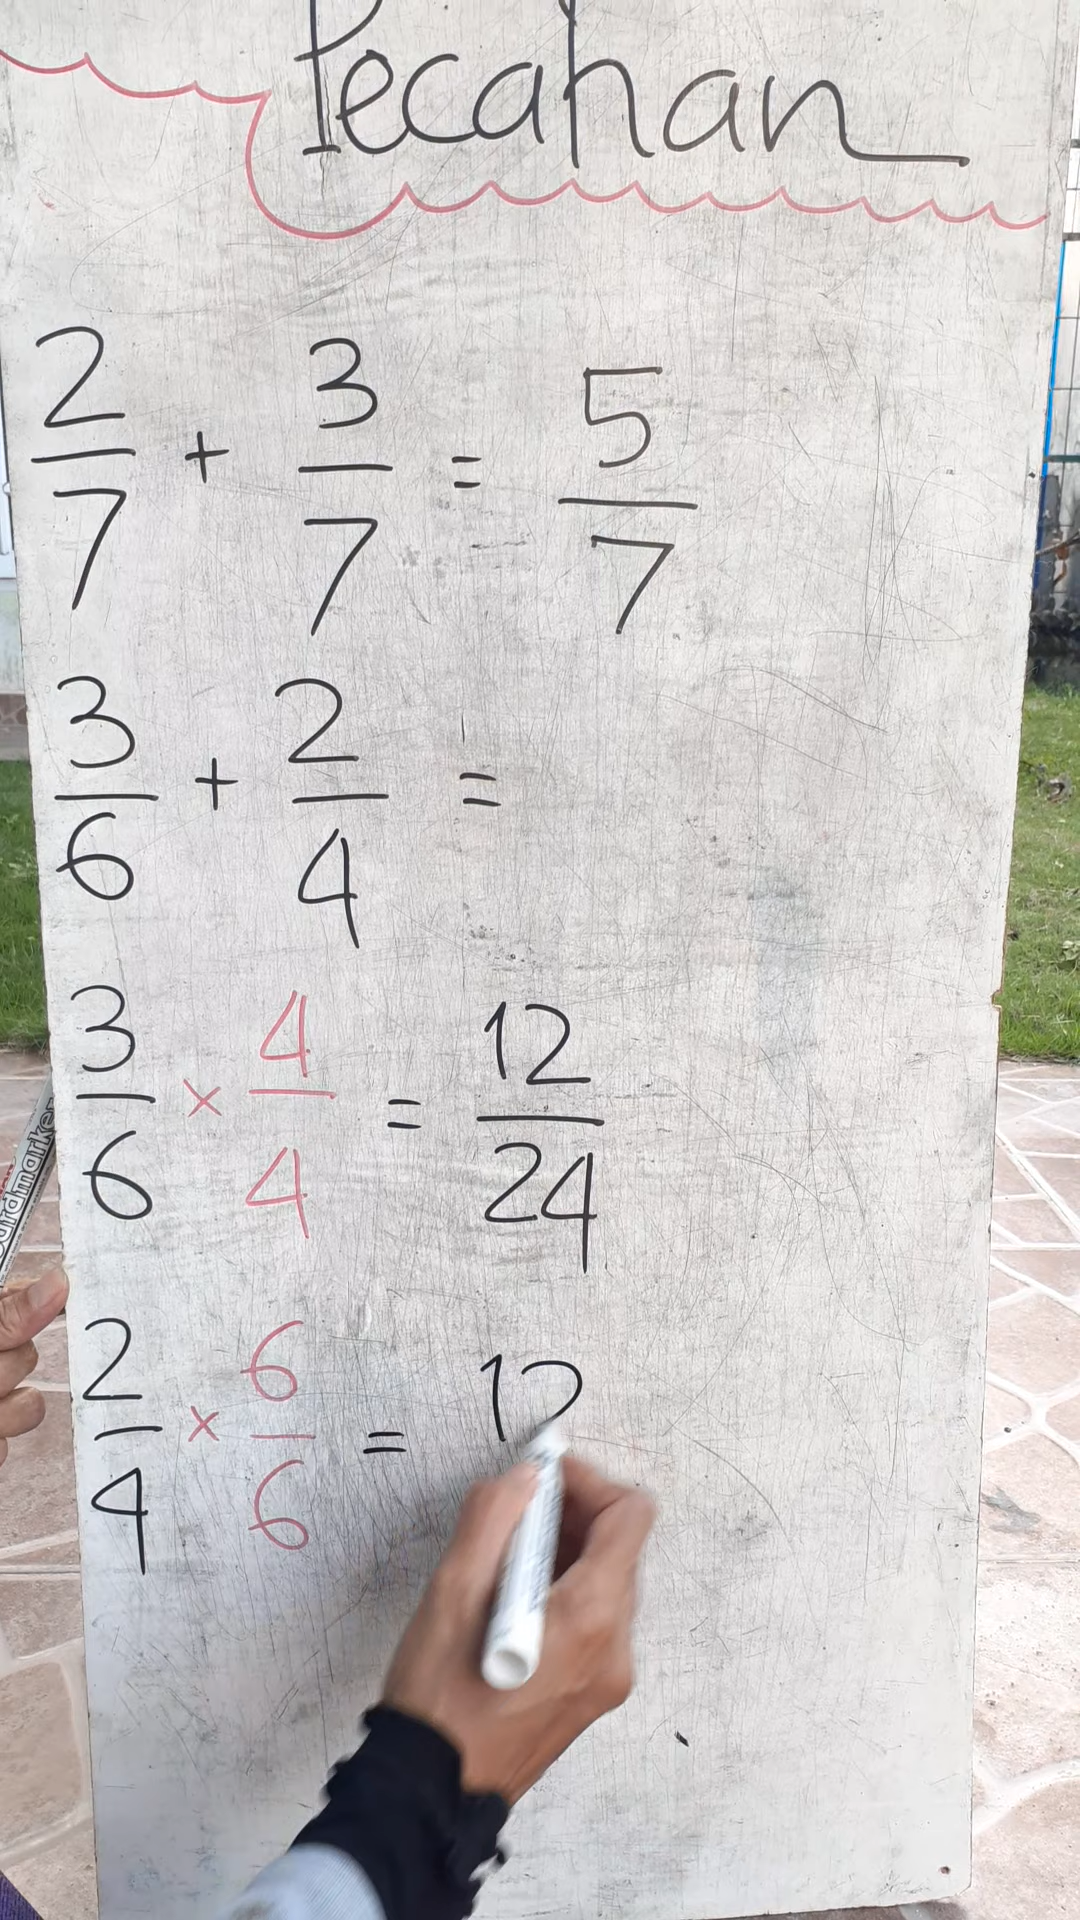 Pecahan
2/7 + 3/7 = 5/7
3/6 + 2/4 =
3/6 × 4/4 = 12/24
2/4 × 6/6 = 12